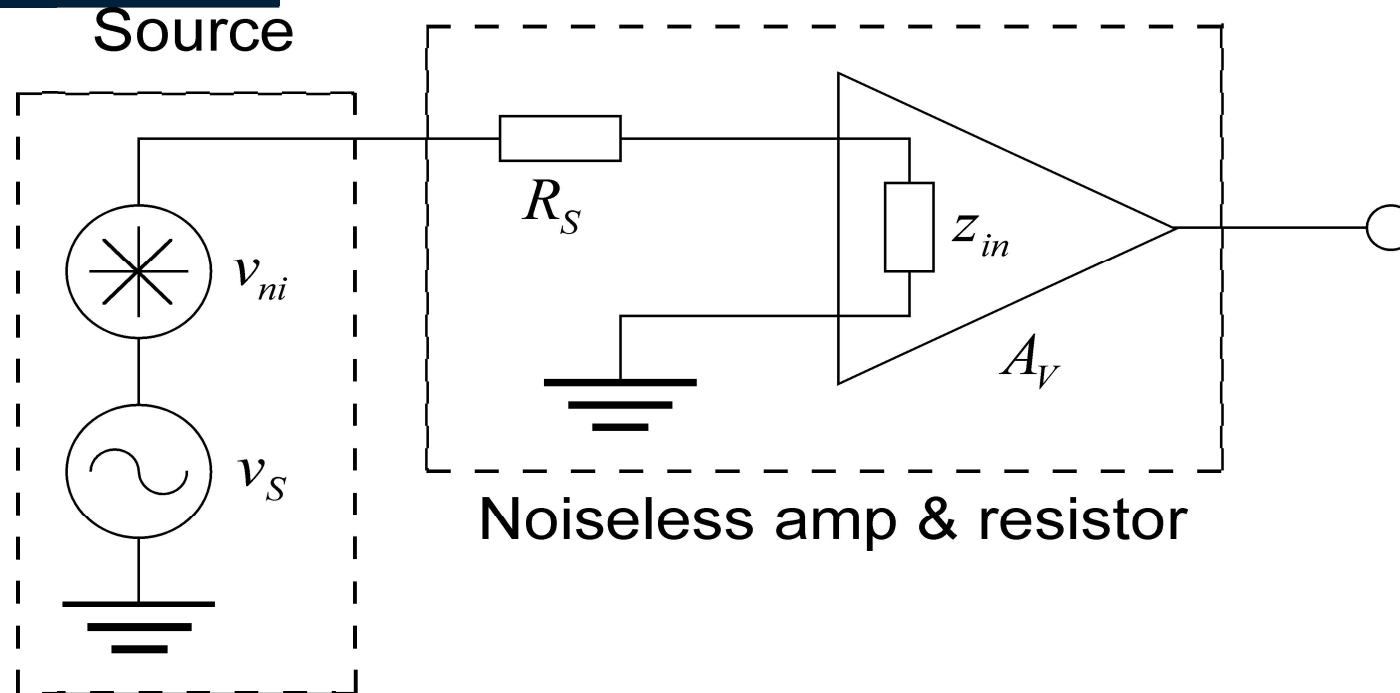 Source
R_S
z_in
v_ni
A_V
v_S
Noiseless amp & resistor